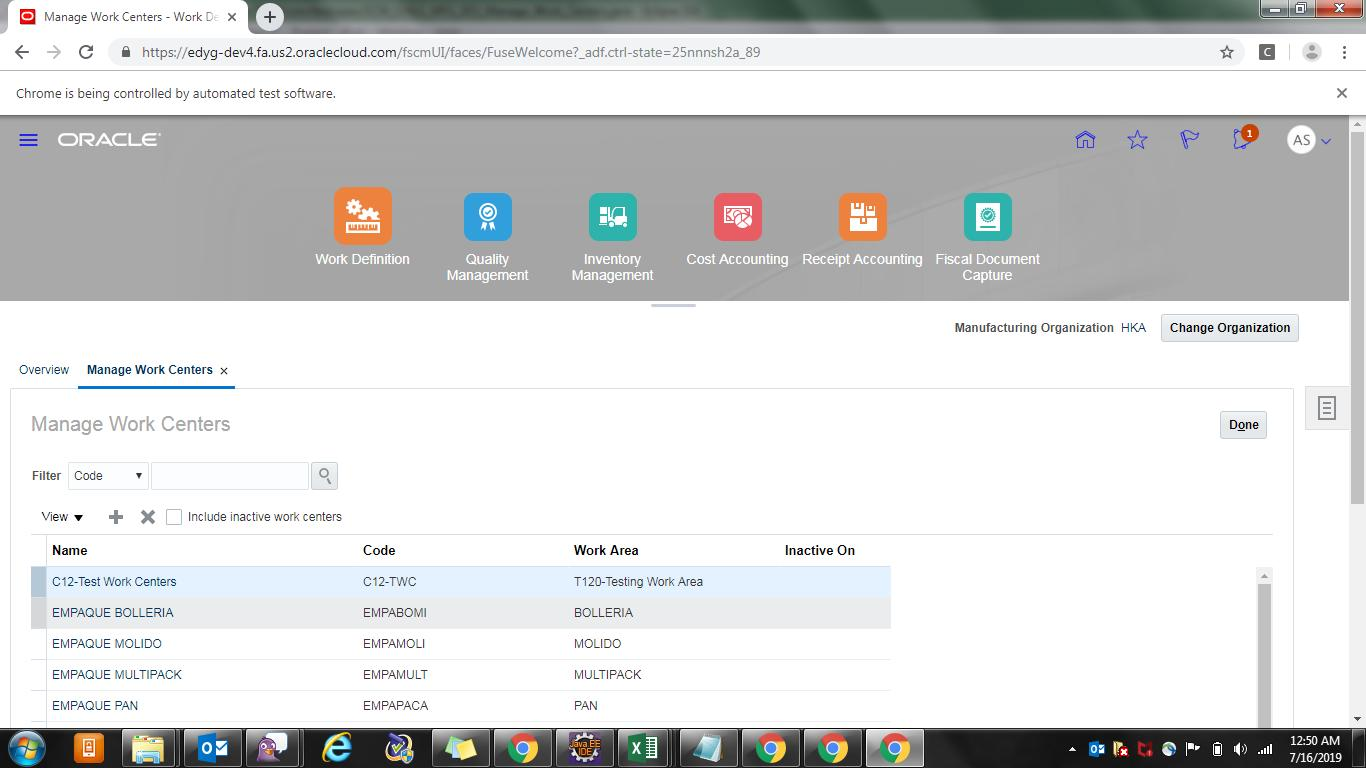 Manage Work Centers - Work De
https://edyg-dev4.fa.us2.oraclecloud.com/fscmUI/faces/FuseWelcome?_adf.ctrl-state=25nnnsh2a_89
C
Chrome is being controlled by automated test software.
ORACLE
1
AS
Work Definition
Quality Management
Inventory Management
Cost Accounting
Receipt Accounting
Fiscal Document Capture
Manufacturing Organization HKA Change Organization
Overview Manage Work Centers
Manage Work Centers Done
Filter Code
View Include inactive work centers
Name Code Work Area Inactive On
C12-Test Work Centers C12-TWC T120-Testing Work Area
EMPAQUE BOLLERIA EMPABOMI BOLLERIA
EMPAQUE MOLIDO EMPAMOLI MOLIDO
EMPAQUE MULTIPACK EMPAMULT MULTIPACK
EMPAQUE PAN EMPAPACA PAN
Java EE
IDE
12:50 AM
7/16/2019